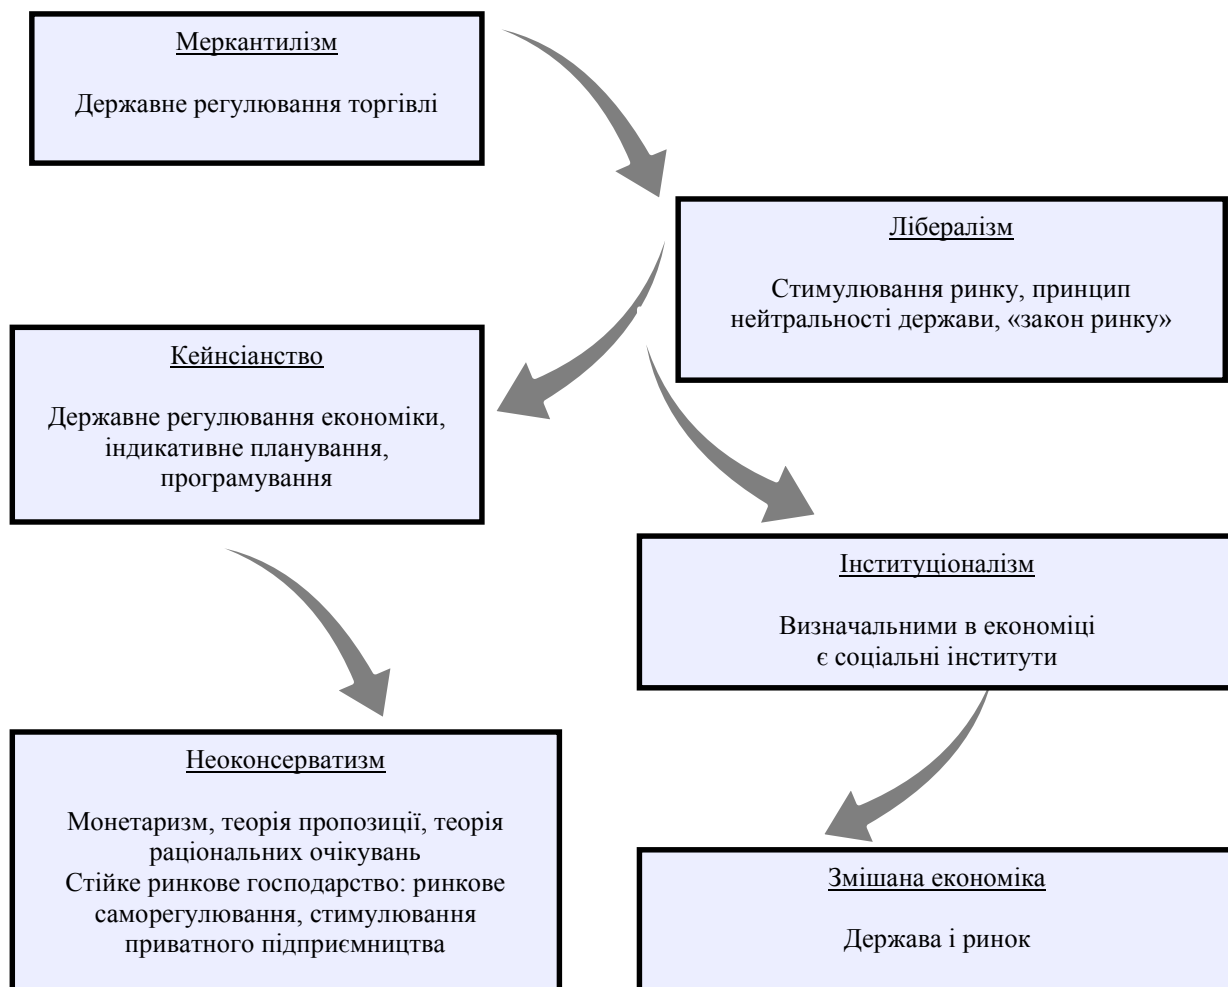 Меркантилізм
Державне регулювання торгівлі
Лібералізм
Стимулювання ринку, принцип
нейтральності держави, «закон ринку»
Кейнсіанство
Державне регулювання економіки,
індикативне планування,
програмування
Інституціоналізм
Визначальними в економіці
є соціальні інститути
Неоконсерватизм
Монетаризм, теорія пропозиції, теорія
раціональних очікувань
Стійке ринкове господарство: ринкове
саморегулювання, стимулювання
приватного підприємництва
Змішана економіка
Держава і ринок